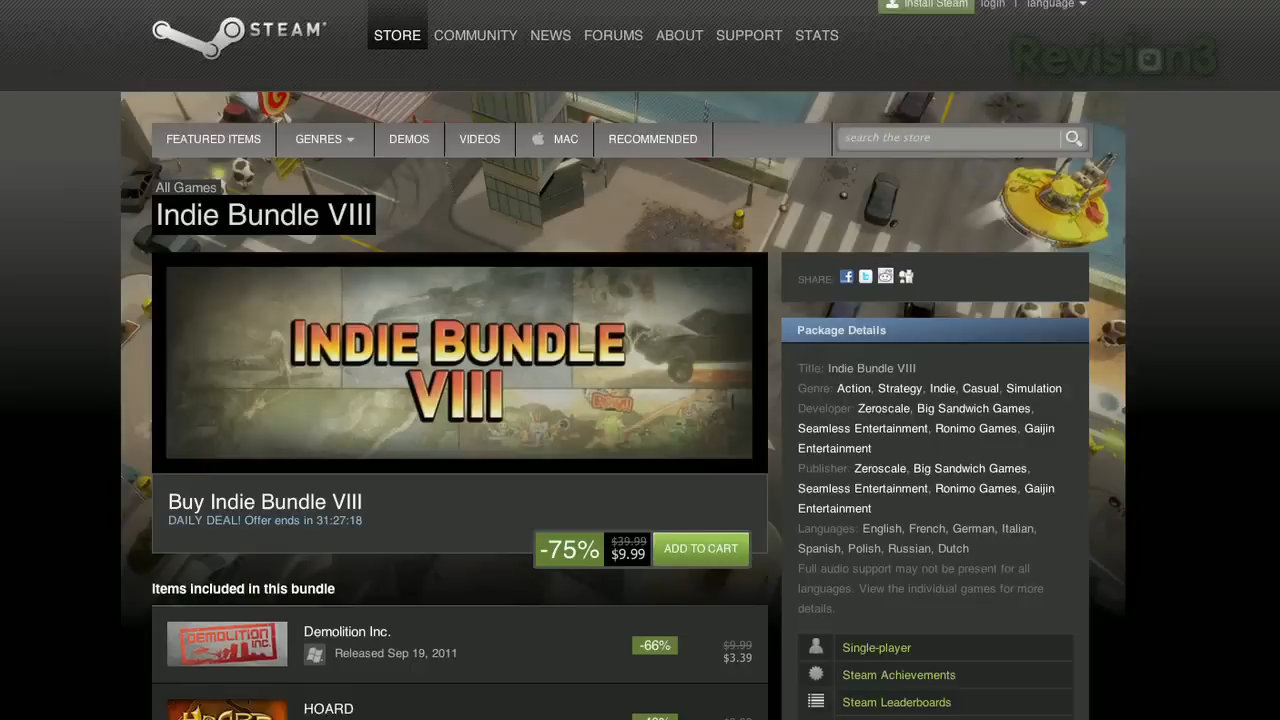 Install Steam
login | language
STEAM
STORE COMMUNITY NEWS FORUMS ABOUT SUPPORT STATS
Revision3
FEATURED ITEMS GENRES DEMOS VIDEOS MAC RECOMMENDED
search the store
All Games
Indie Bundle VIII
INDIE BUNDLE
VIII
Buy Indie Bundle VIII
DAILY DEAL! Offer ends in 31:27:18
-75% $39.99 $9.99 ADD TO CART
Items included in this bundle
DEMOLITION INC.
Demolition Inc.
Released Sep 19, 2011
-66% $9.99 $3.39
HOARD
HOARD
SHARE:
Package Details
Title: Indie Bundle VIII
Genre: Action, Strategy, Indie, Casual, Simulation
Developer: Zeroscale, Big Sandwich Games,
Seamless Entertainment, Ronimo Games, Gaijin
Entertainment
Publisher: Zeroscale, Big Sandwich Games,
Seamless Entertainment, Ronimo Games, Gaijin
Entertainment
Languages: English, French, German, Italian,
Spanish, Polish, Russian, Dutch
Full audio support may not be present for all
languages. View the individual games for more
details.
Single-player
Steam Achievements
Steam Leaderboards